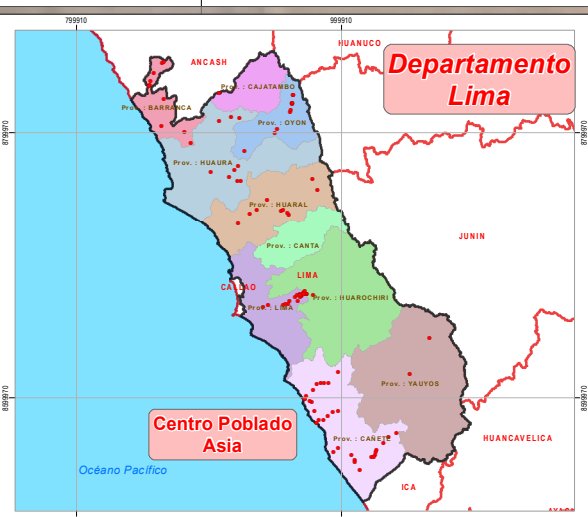 799910
999910
HUANUCO
ANCASH
Departamento
Lima
Prov. : CAJATAMBO
Prov. : BARRANCA
Prov. : OYON
8799970
8799970
Prov. : HUAURA
Prov. : HUARAL
JUNIN
Prov. : CANTA
LIMA
CALLAO
Prov. : HUAROCHIRI
Prov. : LIMA
Prov. : YAUYOS
8599970
8599970
Centro Poblado
Asia
Prov. : CAÑETE
HUANCAVELICA
Océano Pacífico
ICA